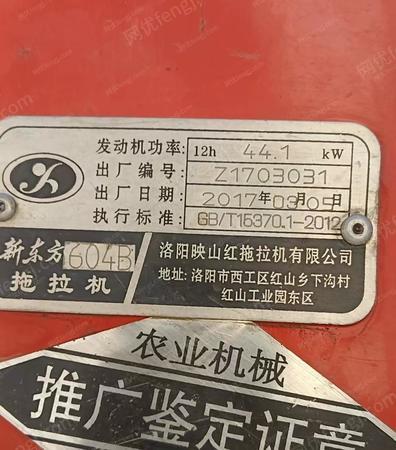 发动机功率: 12h 44.1 kW
出厂编号: Z1703031
出厂日期: 2017年03月05日
执行标准: GB/T15370.1-2012
新东方 604B
拖拉机
洛阳映山红拖拉机有限公司
地址: 洛阳市西工区红山乡下沟村
红山工业园东区
农业机械
推广鉴定证章